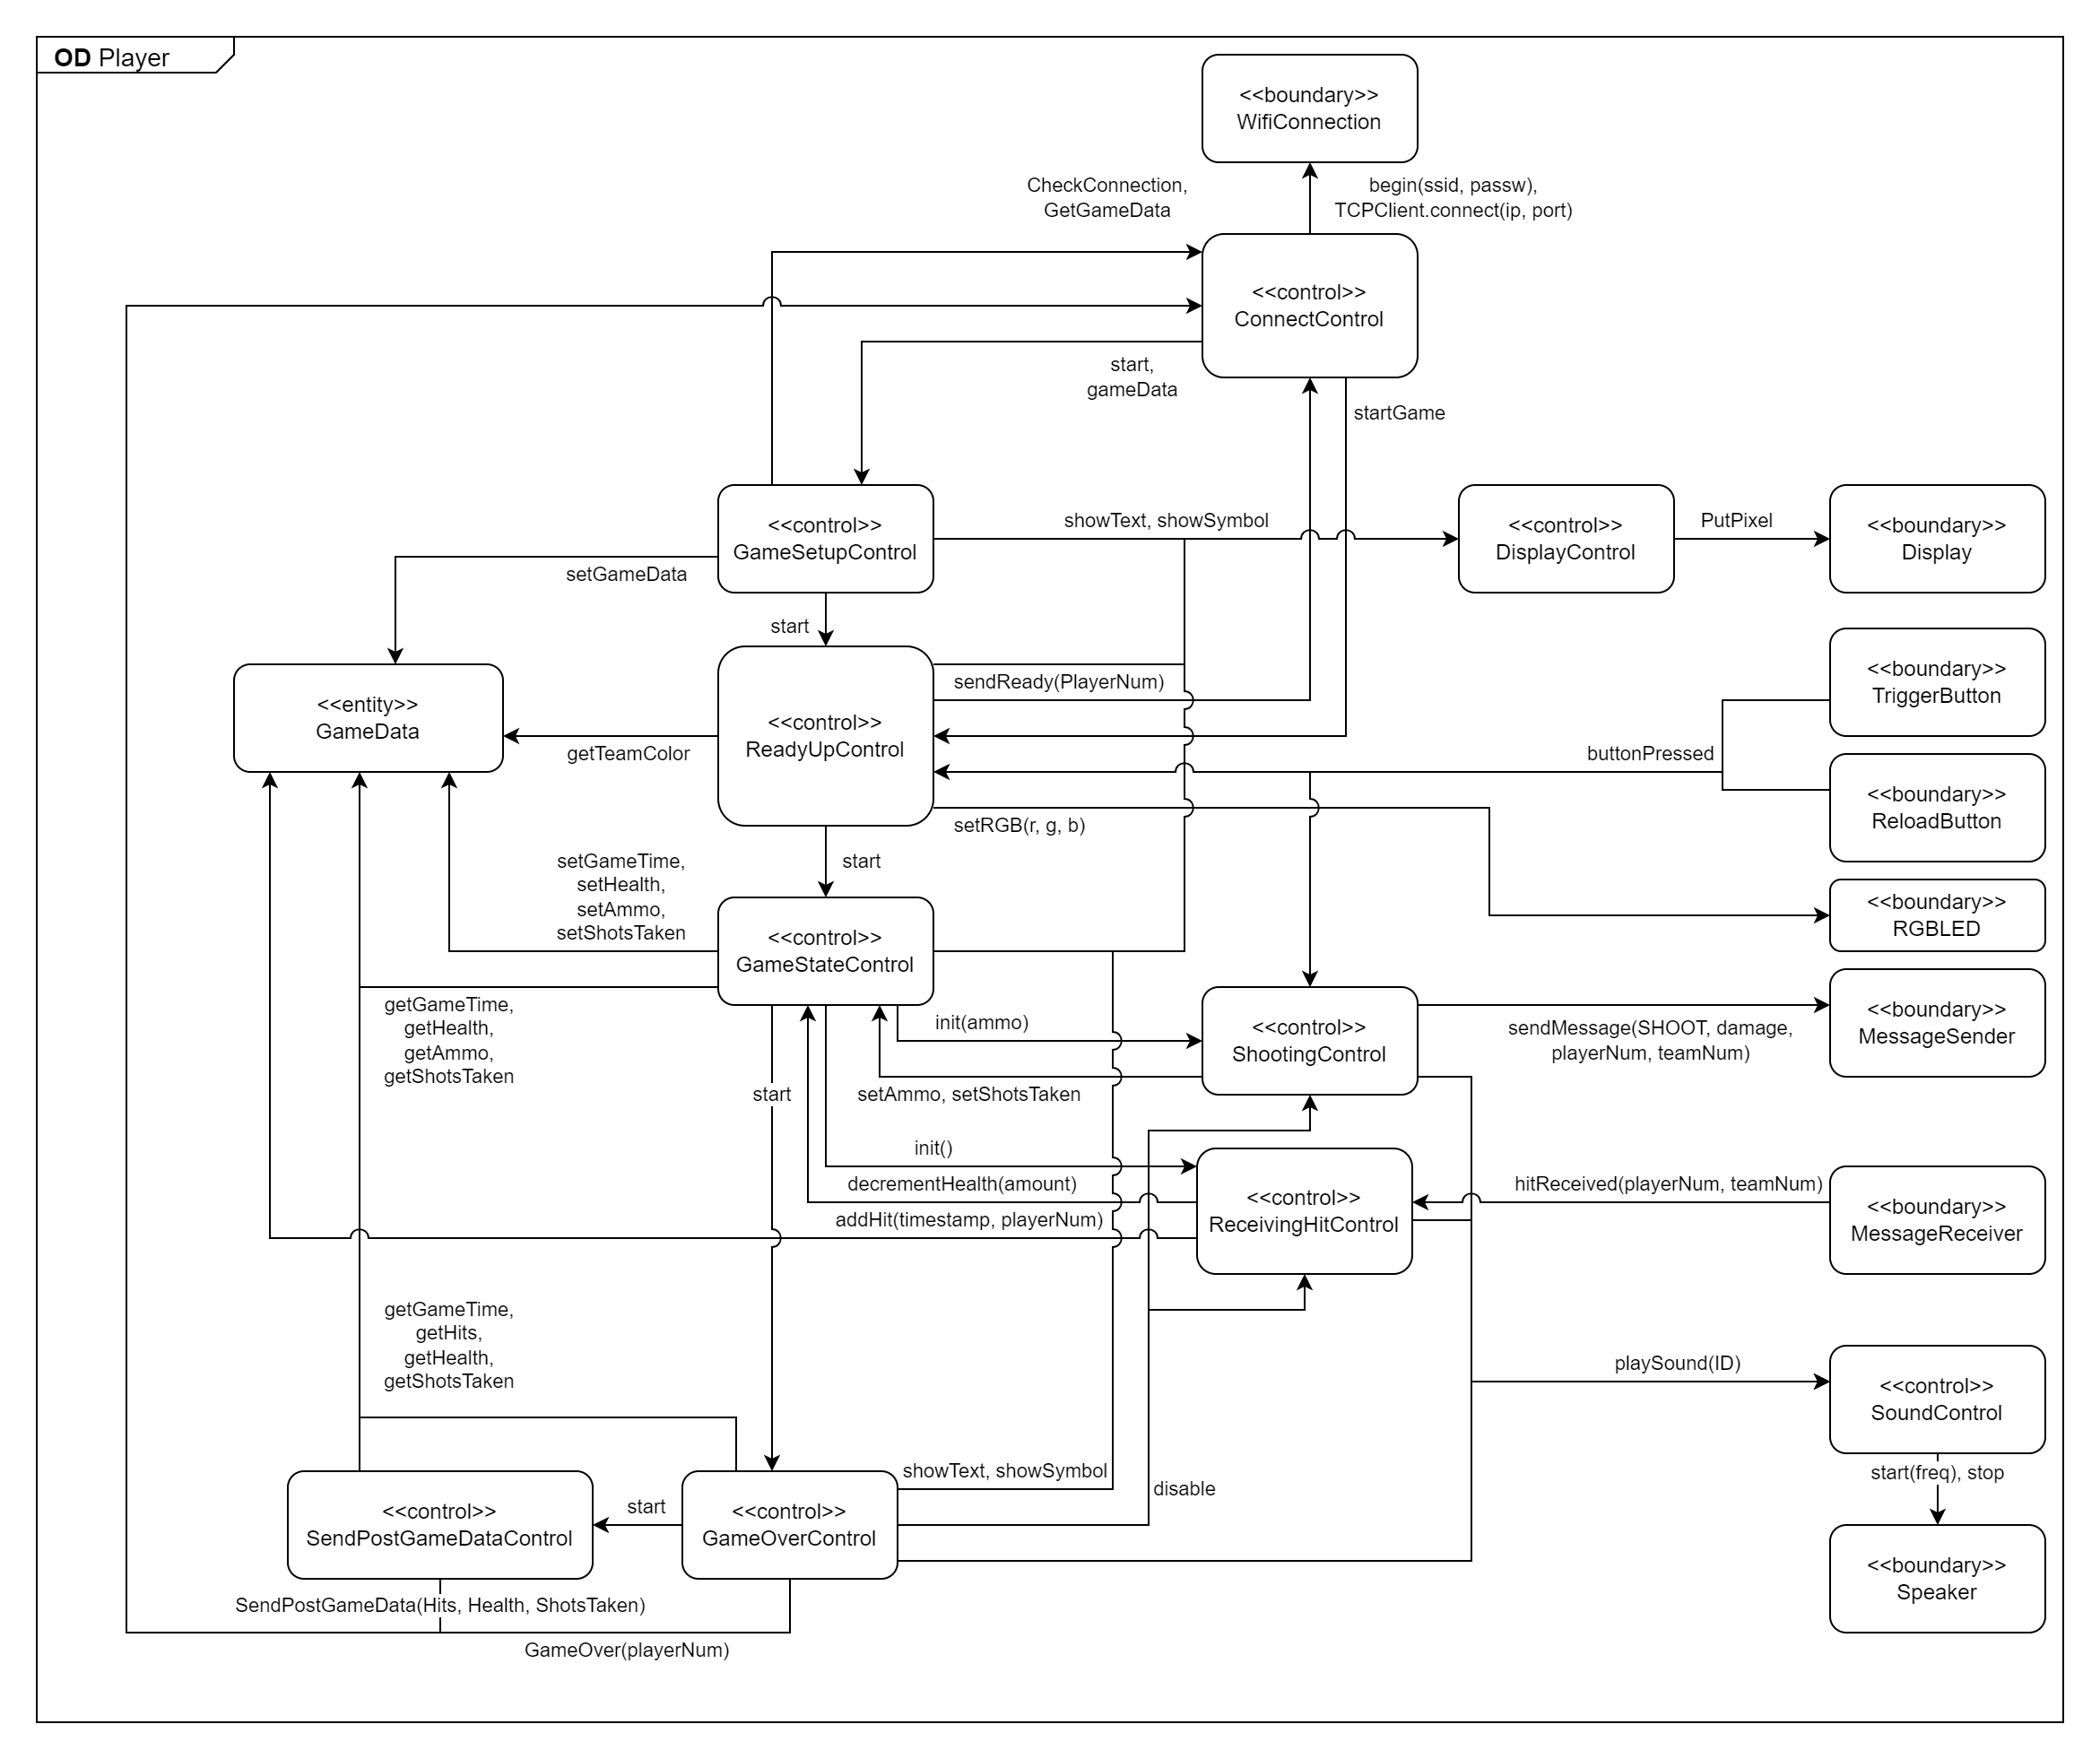 OD Player
<<boundary>>
WifiConnection
CheckConnection,
GetGameData
begin(ssid, passw),
TCPClient.connect(ip, port)
<<control>>
ConnectControl
start,
gameData
startGame
<<control>>
GameSetupControl
showText, showSymbol
<<control>>
DisplayControl
PutPixel
<<boundary>>
Display
setGameData
start
<<boundary>>
TriggerButton
<<entity>>
GameData
sendReady(PlayerNum)
<<control>>
ReadyUpControl
getTeamColor
buttonPressed
<<boundary>>
ReloadButton
setRGB(r, g, b)
start
setGameTime,
setHealth,
setAmmo,
setShotsTaken
<<boundary>>
RGBLED
<<control>>
GameStateControl
getGameTime,
getHealth,
getAmmo,
getShotsTaken
init(ammo)
<<control>>
ShootingControl
sendMessage(SHOOT, damage,
playerNum, teamNum)
<<boundary>>
MessageSender
start
setAmmo, setShotsTaken
init()
decrementHealth(amount)
addHit(timestamp, playerNum)
<<control>>
ReceivingHitControl
hitReceived(playerNum, teamNum)
<<boundary>>
MessageReceiver
getGameTime,
getHits,
getHealth,
getShotsTaken
playSound(ID)
<<control>>
SoundControl
showText, showSymbol
disable
start(freq), stop
<<control>>
SendPostGameDataControl
start
<<control>>
GameOverControl
<<boundary>>
Speaker
SendPostGameData(Hits, Health, ShotsTaken)
GameOver(playerNum)